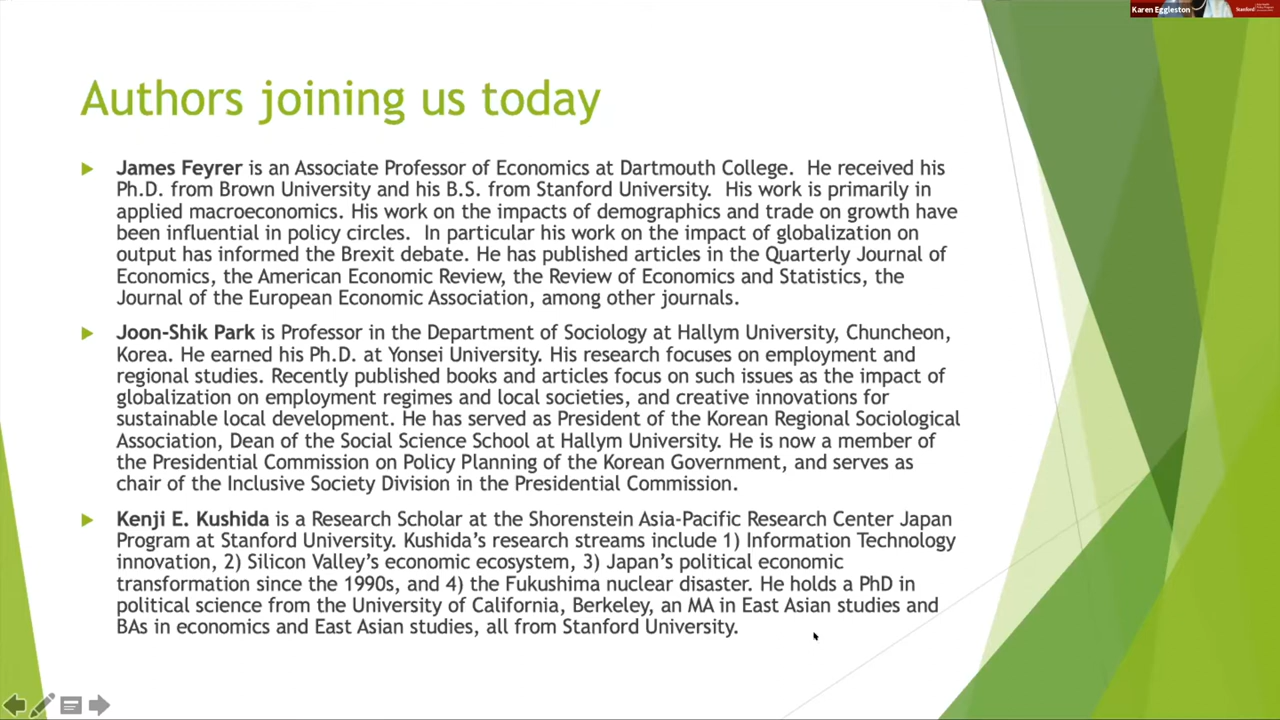 Karen Eggleston
Stanford
Authors joining us today
James Feyrer is an Associate Professor of Economics at Dartmouth College. He received his
Ph.D. from Brown University and his B.S. from Stanford University. His work is primarily in
applied macroeconomics. His work on the impacts of demographics and trade on growth have
been influential in policy circles. In particular his work on the impact of globalization on
output has informed the Brexit debate. He has published articles in the Quarterly Journal of
Economics, the American Economic Review, the Review of Economics and Statistics, the
Journal of the European Economic Association, among other journals.
Joon-Shik Park is Professor in the Department of Sociology at Hallym University, Chuncheon,
Korea. He earned his Ph.D. at Yonsei University. His research focuses on employment and
regional studies. Recently published books and articles focus on such issues as the impact of
globalization on employment regimes and local societies, and creative innovations for
sustainable local development. He has served as President of the Korean Regional Sociological
Association, Dean of the Social Science School at Hallym University. He is now a member of
the Presidential Commission on Policy Planning of the Korean Government, and serves as
chair of the Inclusive Society Division in the Presidential Commission.
Kenji E. Kushida is a Research Scholar at the Shorenstein Asia-Pacific Research Center Japan
Program at Stanford University. Kushida's research streams include 1) Information Technology
innovation, 2) Silicon Valley's economic ecosystem, 3) Japan's political economic
transformation since the 1990s, and 4) the Fukushima nuclear disaster. He holds a PhD in
political science from the University of California, Berkeley, an MA in East Asian studies and
BAs in economics and East Asian studies, all from Stanford University.